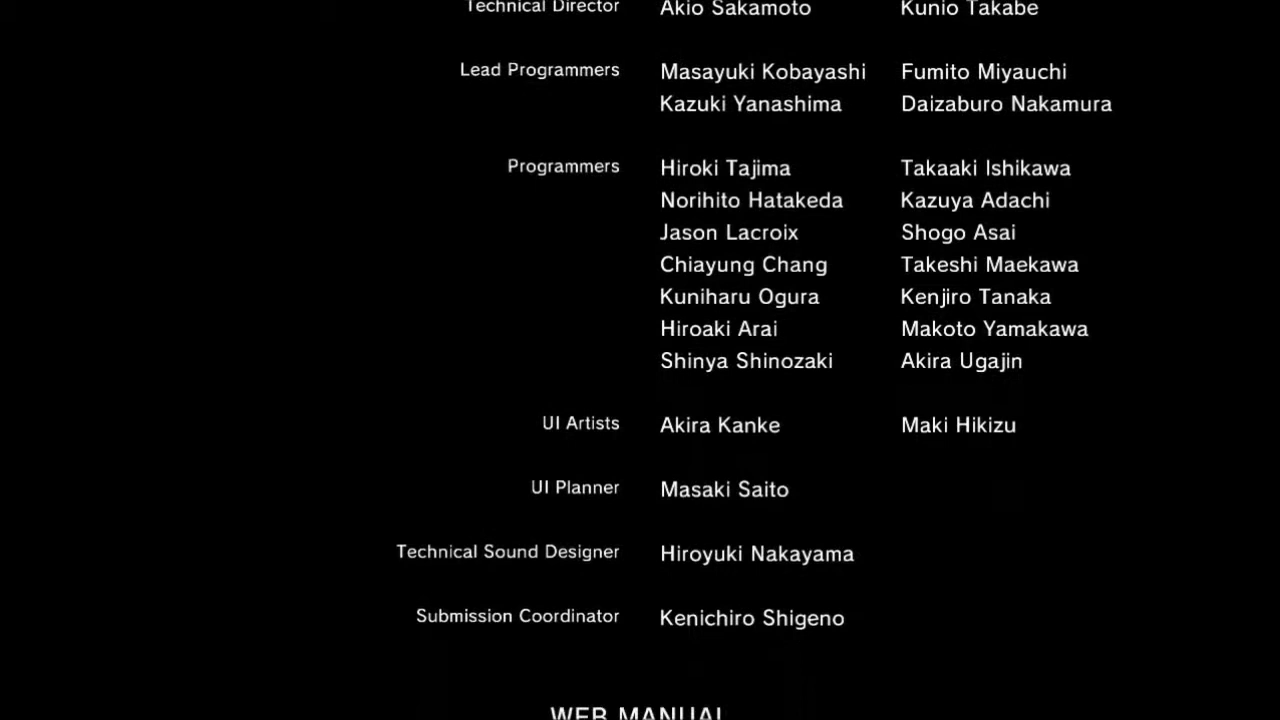 Technical Director Akio Sakamoto Kunio Takabe
Lead Programmers Masayuki Kobayashi Fumito Miyauchi
Kazuki Yanashima Daizaburo Nakamura
Programmers Hiroki Tajima Takaaki Ishikawa
Norihito Hatakeda Kazuya Adachi
Jason Lacroix Shogo Asai
Chiayung Chang Takeshi Maekawa
Kuniharu Ogura Kenjiro Tanaka
Hiroaki Arai Makoto Yamakawa
Shinya Shinozaki Akira Ugajin
UI Artists Akira Kanke Maki Hikizu
UI Planner Masaki Saito
Technical Sound Designer Hiroyuki Nakayama
Submission Coordinator Kenichiro Shigeno
WEB MANUAL